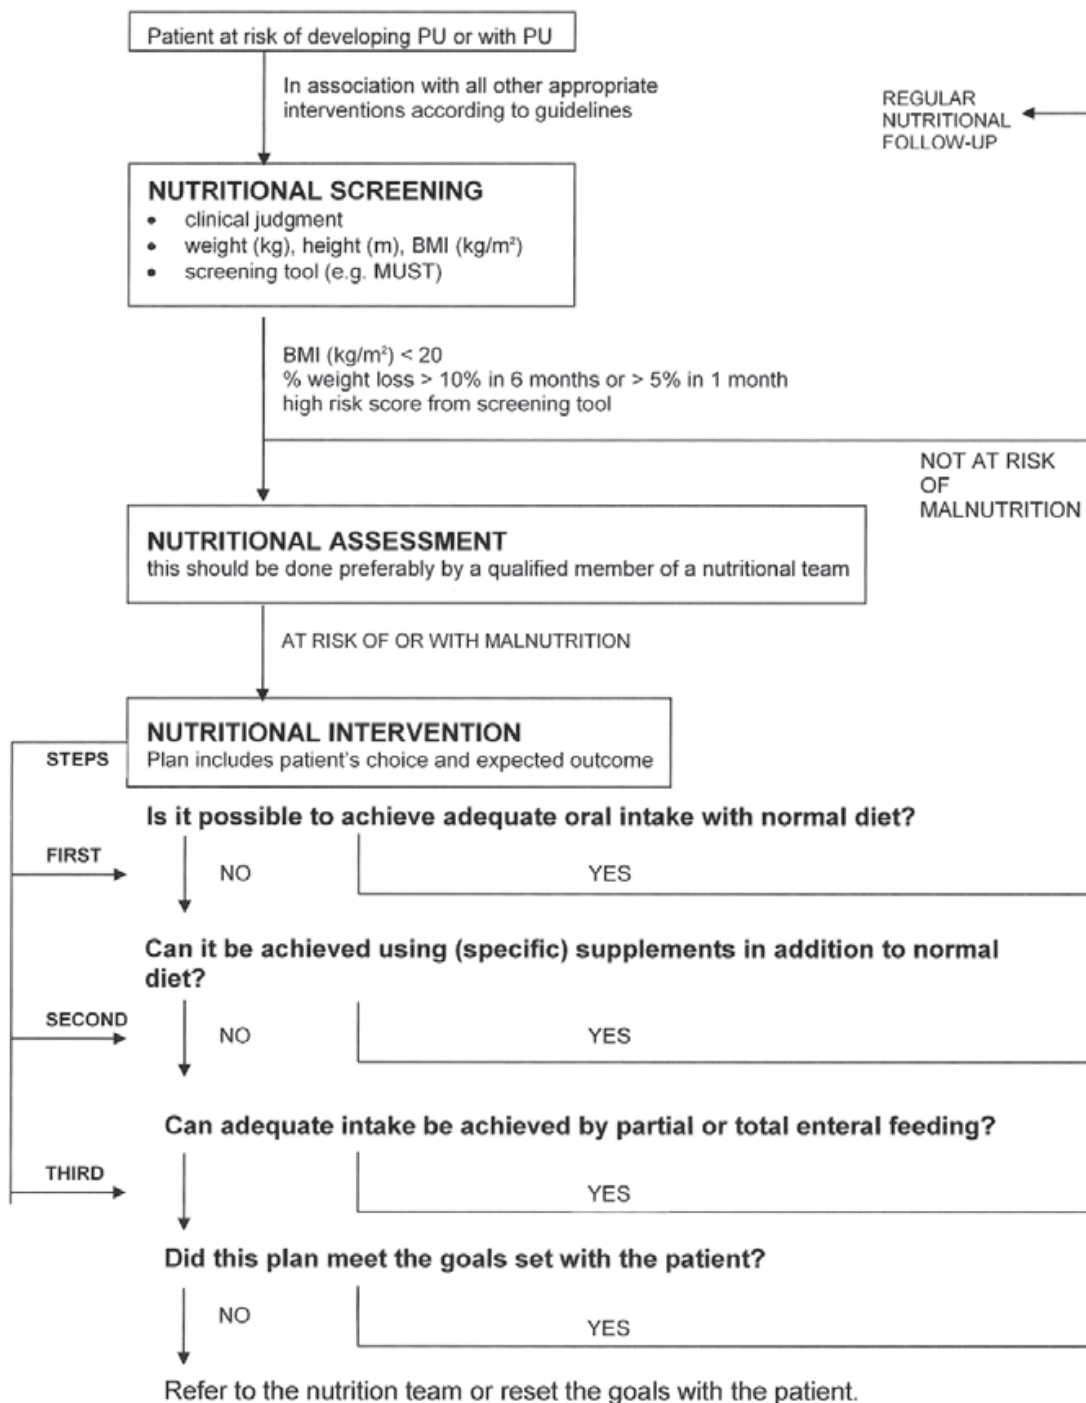 Patient at risk of developing PU or with PU
In association with all other appropriate
interventions according to guidelines
REGULAR
NUTRITIONAL
FOLLOW-UP
NUTRITIONAL SCREENING
• clinical judgment
• weight (kg), height (m), BMI (kg/m²)
• screening tool (e.g. MUST)
BMI (kg/m²) < 20
% weight loss > 10% in 6 months or > 5% in 1 month
high risk score from screening tool
NOT AT RISK
OF
MALNUTRITION
NUTRITIONAL ASSESSMENT
this should be done preferably by a qualified member of a nutritional team
AT RISK OF OR WITH MALNUTRITION
NUTRITIONAL INTERVENTION
Plan includes patient's choice and expected outcome
STEPS
Is it possible to achieve adequate oral intake with normal diet?
FIRST
NO
YES
Can it be achieved using (specific) supplements in addition to normal
diet?
SECOND
NO
YES
Can adequate intake be achieved by partial or total enteral feeding?
THIRD
YES
Did this plan meet the goals set with the patient?
NO
YES
Refer to the nutrition team or reset the goals with the patient.